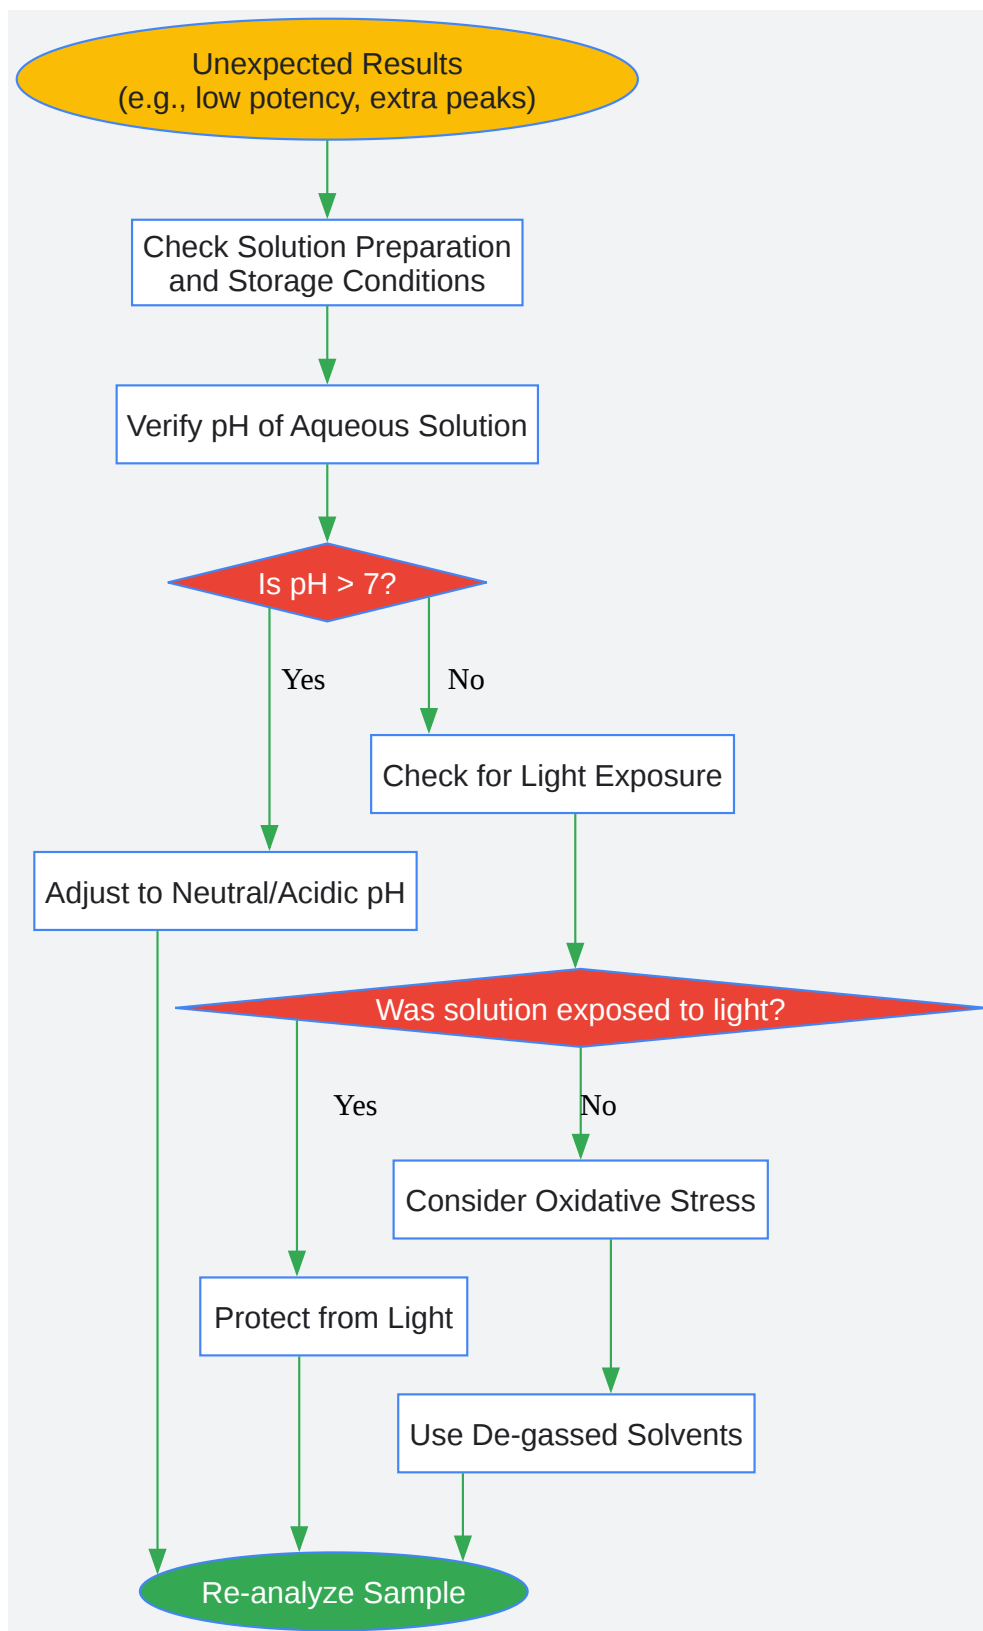 Unexpected Results
(e.g., low potency, extra peaks)
Check Solution Preparation
and Storage Conditions
Verify pH of Aqueous Solution
Is pH > 7?
Yes
No
Check for Light Exposure
Adjust to Neutral/Acidic pH
Was solution exposed to light?
Yes
No
Consider Oxidative Stress
Protect from Light
Use De-gassed Solvents
Re-analyze Sample